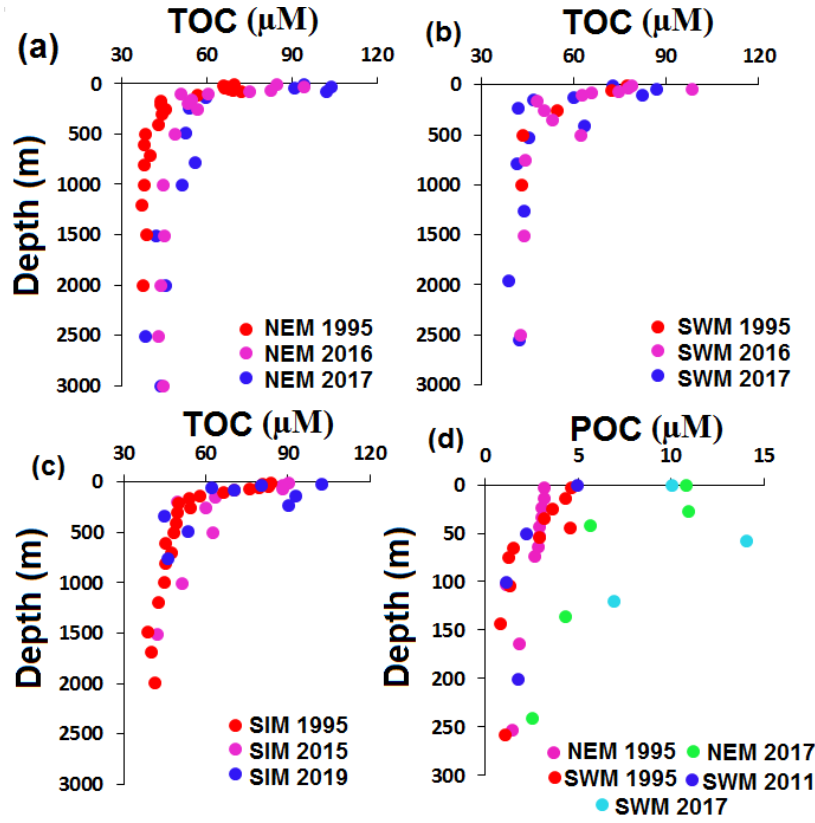 TOC (µM)
(a)
30 60 90 120
0
500
1000
1500
2000
2500
3000
Depth (m)
NEM 1995
NEM 2016
NEM 2017
TOC (µM)
(b)
30 60 90 120
0
500
1000
1500
2000
2500
3000
SWM 1995
SWM 2016
SWM 2017
TOC (µM)
(c)
30 60 90 120
0
500
1000
1500
2000
2500
3000
Depth (m)
SIM 1995
SIM 2015
SIM 2019
POC (µM)
(d)
0 5 10 15
0
50
100
150
200
250
300
Depth (m)
NEM 1995 NEM 2017
SWM 1995 SWM 2011
SWM 2017